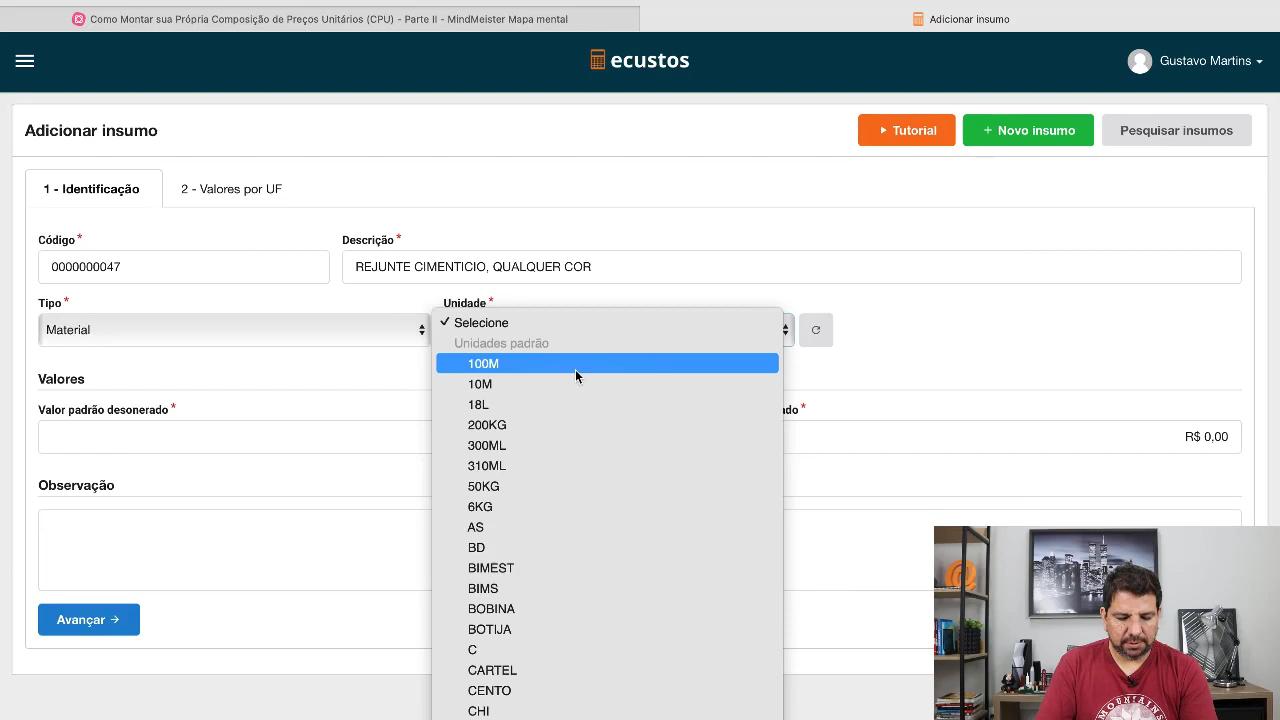 Como Montar sua Própria Composição de Preços Unitários (CPU) - Parte II - MindMeister Mapa mental
Adicionar insumo
ecustos
Gustavo Martins
Adicionar insumo
Tutorial
+ Novo insumo
Pesquisar insumos
1 - Identificação
2 - Valores por UF
Código *
Descrição *
0000000047
REJUNTE CIMENTICIO, QUALQUER COR
Tipo *
Unidade *
Material
✓ Selecione
Unidades padrão
100M
10M
18L
200KG
300ML
310ML
50KG
6KG
AS
BD
BIMEST
BIMS
BOBINA
BOTIJA
C
CARTEL
CENTO
CHI
Valores
Valor padrão desonerado *
ado *
R$ 0,00
Observação
Avançar →